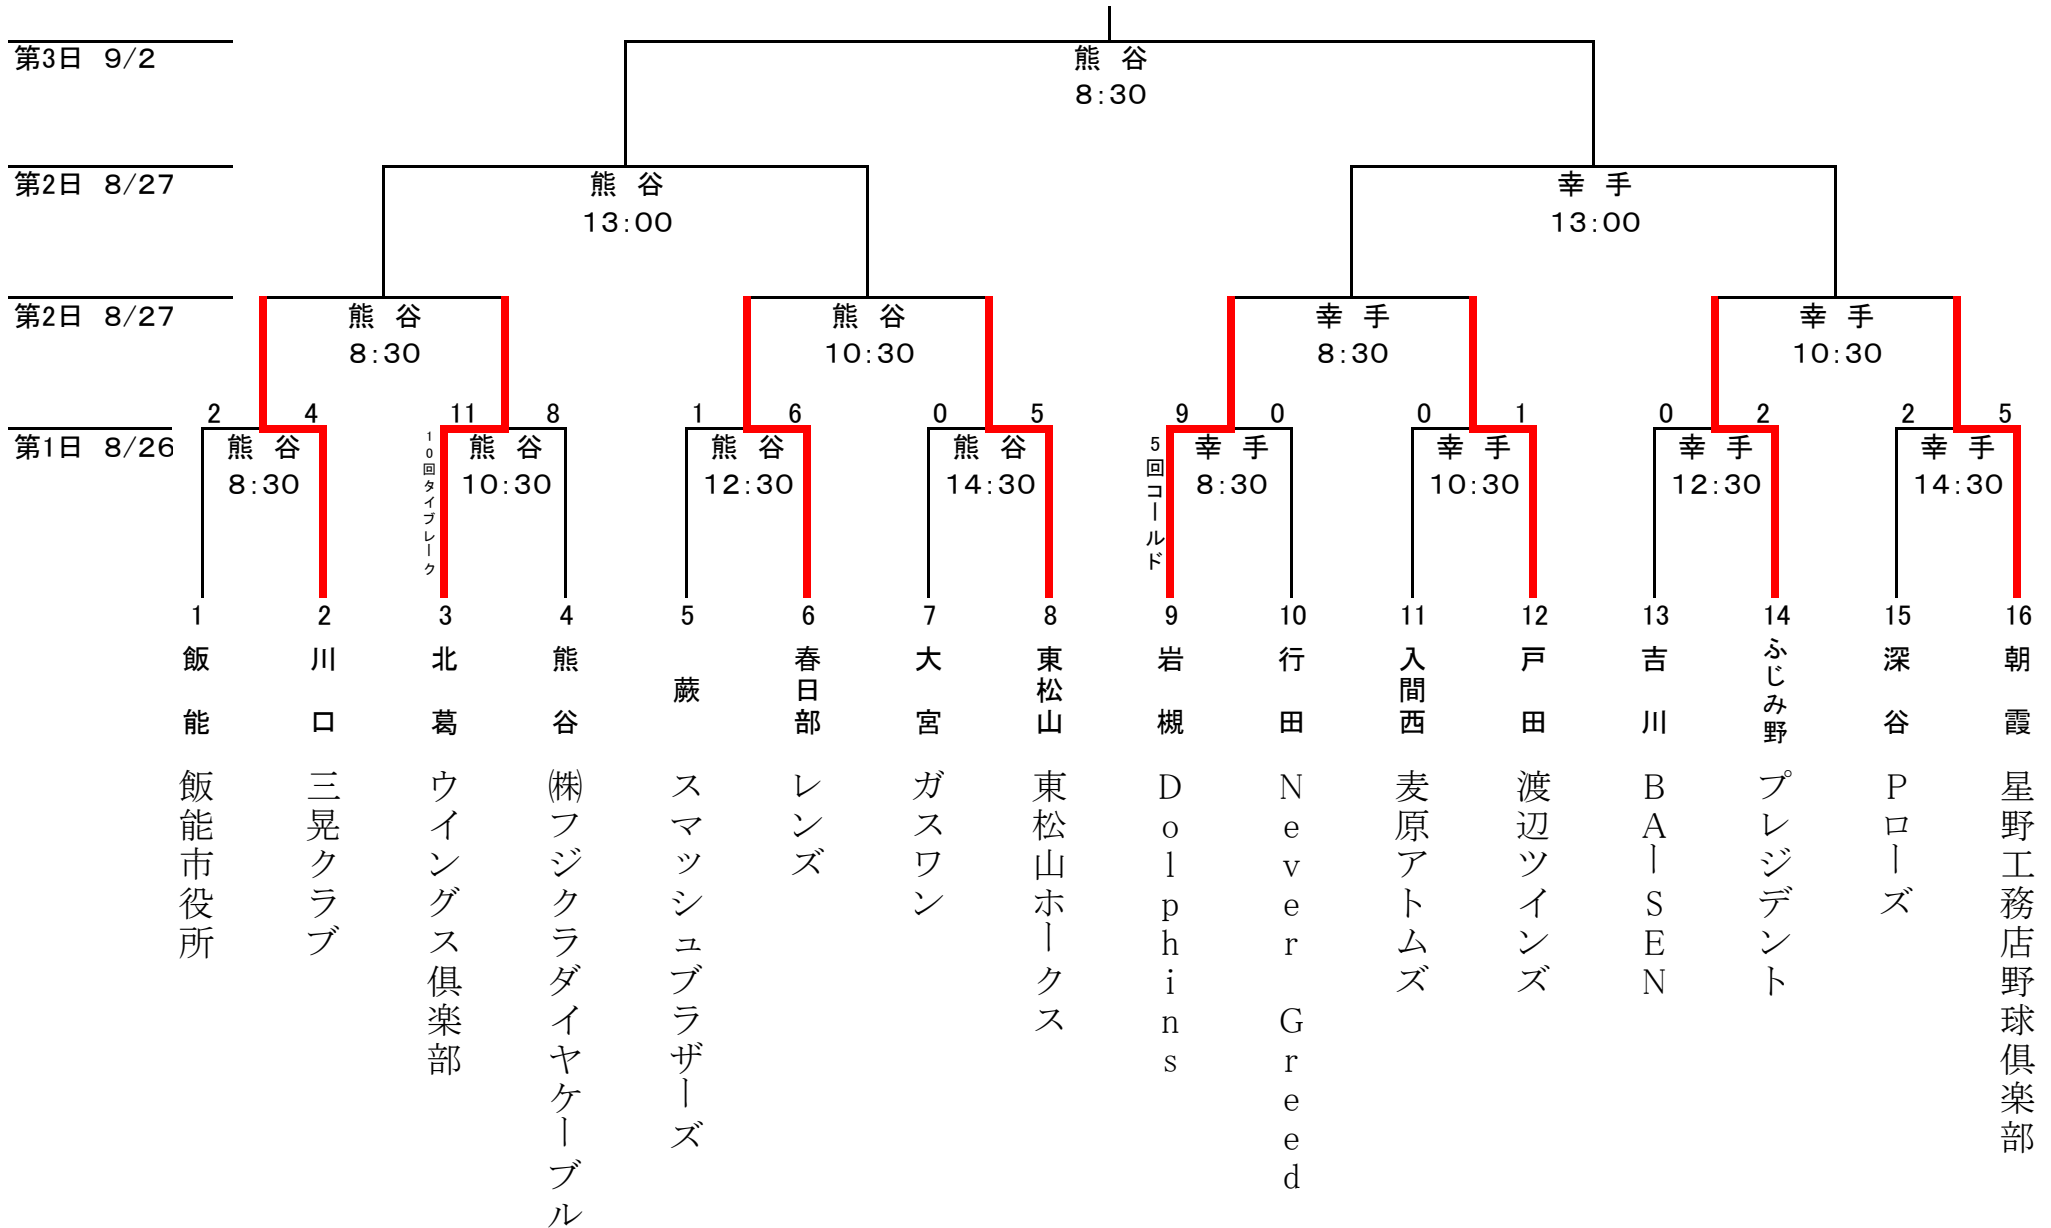 第3日 9/2
熊 谷
8:30
第2日 8/27
熊 谷
13:00
幸 手
13:00
第2日 8/27
熊 谷
8:30
熊 谷
10:30
幸 手
8:30
幸 手
10:30
2 4 11 8 1 6 0 5 9 0 0 1 0 2 2 5
第1日 8/26
熊 谷
8:30
10回タイブレーク
熊 谷
10:30
熊 谷
12:30
熊 谷
14:30
5回コールド
幸 手
8:30
幸 手
10:30
幸 手
12:30
幸 手
14:30
1
飯能
飯能市役所
2
川口
三晃クラブ
3
北葛
ウイングス倶楽部
4
熊谷
㈱フジクラダイヤケーブル
5
蕨
スマッシュブラザーズ
6
春日部
レンズ
7
大宮
ガスワン
8
東松山
東松山ホークス
9
岩槻
Dolphins
10
行田
Never Greed
11
入間西
麦原アトムズ
12
戸田
渡辺ツインズ
13
吉川
BAーSEN
14
ふじみ野
プレジデント
15
深谷
Pローズ
16
朝霞
星野工務店野球倶楽部